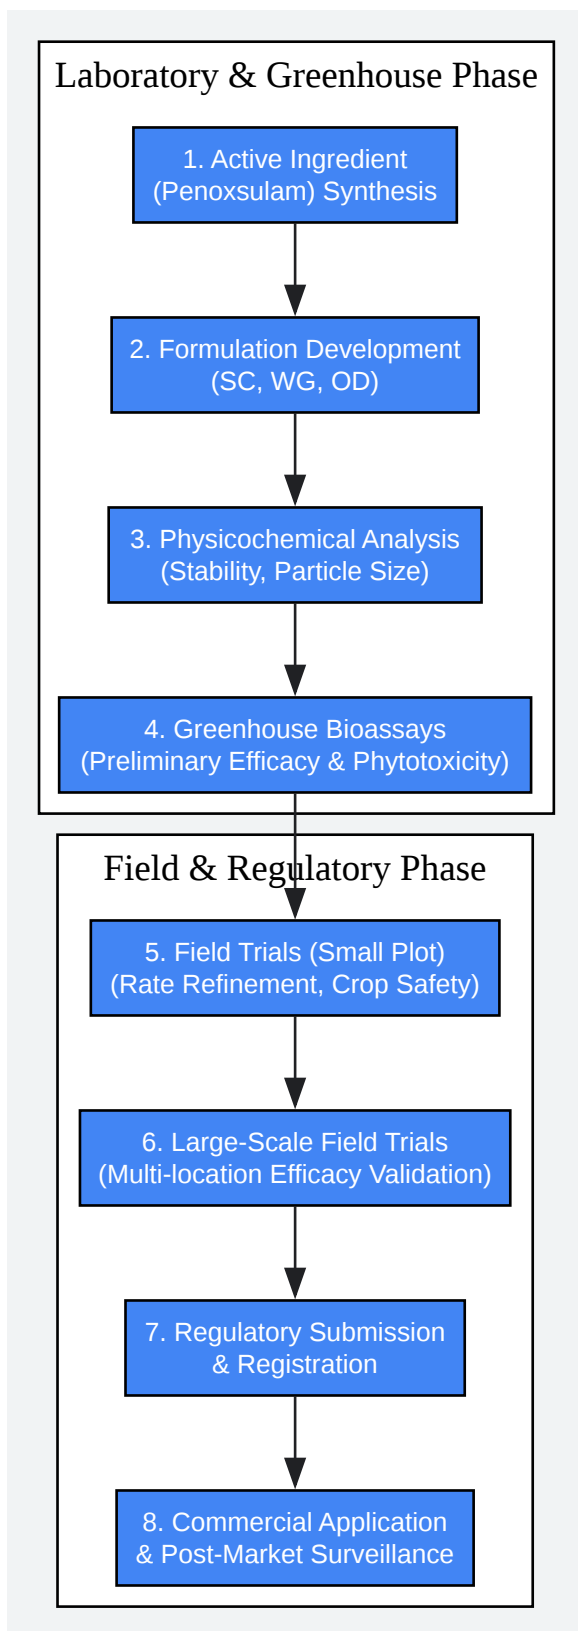 Laboratory & Greenhouse Phase
1. Active Ingredient
(Penoxsulam) Synthesis
2. Formulation Development
(SC, WG, OD)
3. Physicochemical Analysis
(Stability, Particle Size)
4. Greenhouse Bioassays
(Preliminary Efficacy & Phytotoxicity)
Field & Regulatory Phase
5. Field Trials (Small Plot)
(Rate Refinement, Crop Safety)
6. Large-Scale Field Trials
(Multi-location Efficacy Validation)
7. Regulatory Submission
& Registration
8. Commercial Application
& Post-Market Surveillance